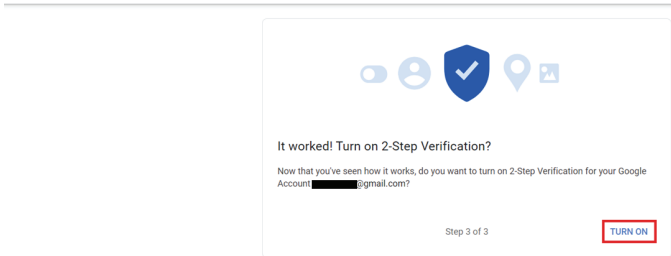 It worked! Turn on 2-Step Verification?
Now that you've seen how it works, do you want to turn on 2-Step Verification for your Google
Account @gmail.com?
Step 3 of 3
TURN ON